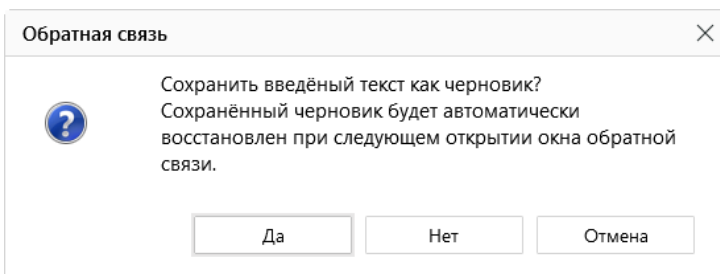 Обратная связь
Сохранить введёный текст как черновик?
Сохранённый черновик будет автоматически
восстановлен при следующем открытии окна обратной
связи.
Да
Нет
Отмена